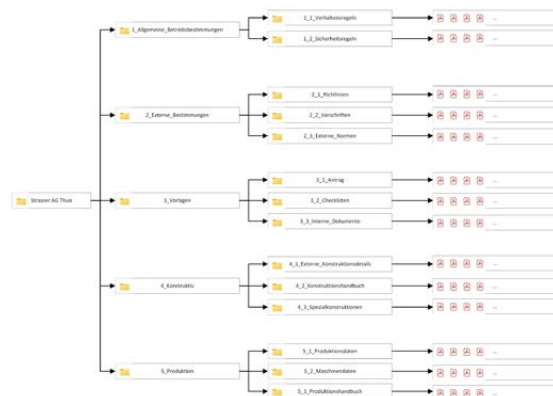 Strasser AG Thun
1_Allgemeine_Betriebsbestimmungen
1_1_Verhaltensregeln
...
1_2_Sicherheitsregeln
...
2_Externe_Bestimmungen
2_1_Richtlinien
...
2_2_Vorschriften
...
2_3_Externe_Normen
...
3_Vorlagen
3_1_Antrag
...
3_2_Checklisten
...
3_3_Interne_Dokumente
...
4_Konstruktiv
4_1_Externe_Konstruktionsdetails
...
4_2_Konstruktionshandbuch
...
4_3_Spezialkonstruktionen
...
5_Produktion
5_1_Produktionsdaten
...
5_2_Maschinendaten
...
5_3_Produktionshandbuch
...